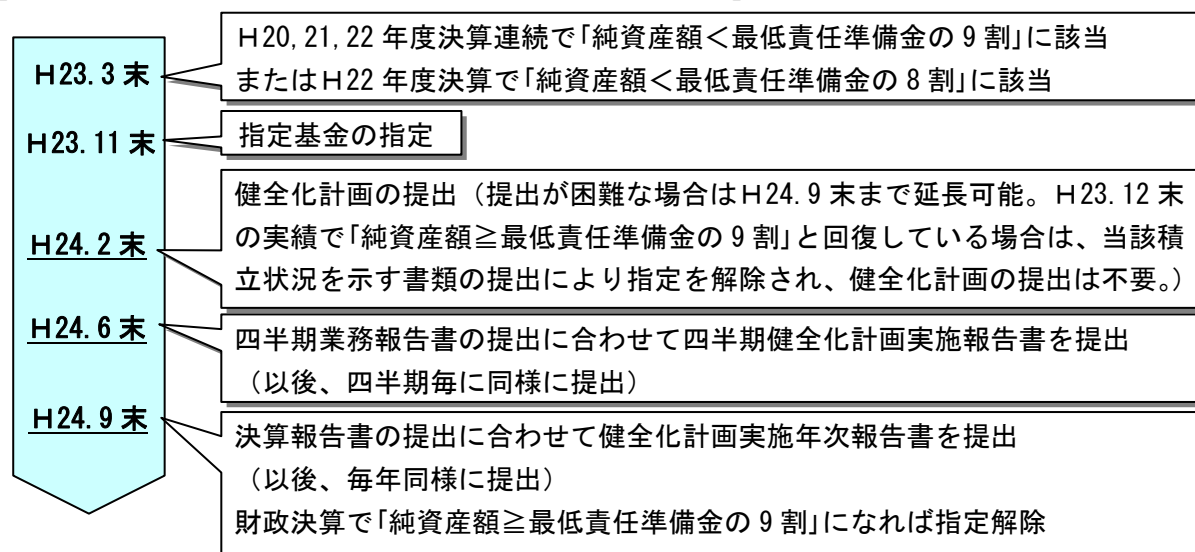 H20,21,22年度決算連続で「純資産額<最低責任準備金の9割」に該当
H23.3末
またはH22年度決算で「純資産額<最低責任準備金の8割」に該当
H23.11末
指定基金の指定
健全化計画の提出(提出が困難な場合はH24.9末まで延長可能。H23.12末
H24.2末
の実績で「純資産額≧最低責任準備金の9割」と回復している場合は、当該積
立状況を示す書類の提出により指定を解除され、健全化計画の提出は不要。)
H24.6末
四半期業務報告書の提出に合わせて四半期健全化計画実施報告書を提出
(以後、四半期毎に同様に提出)
H24.9末
決算報告書の提出に合わせて健全化計画実施年次報告書を提出
(以後、毎年同様に提出)
財政決算で「純資産額≧最低責任準備金の9割」になれば指定解除